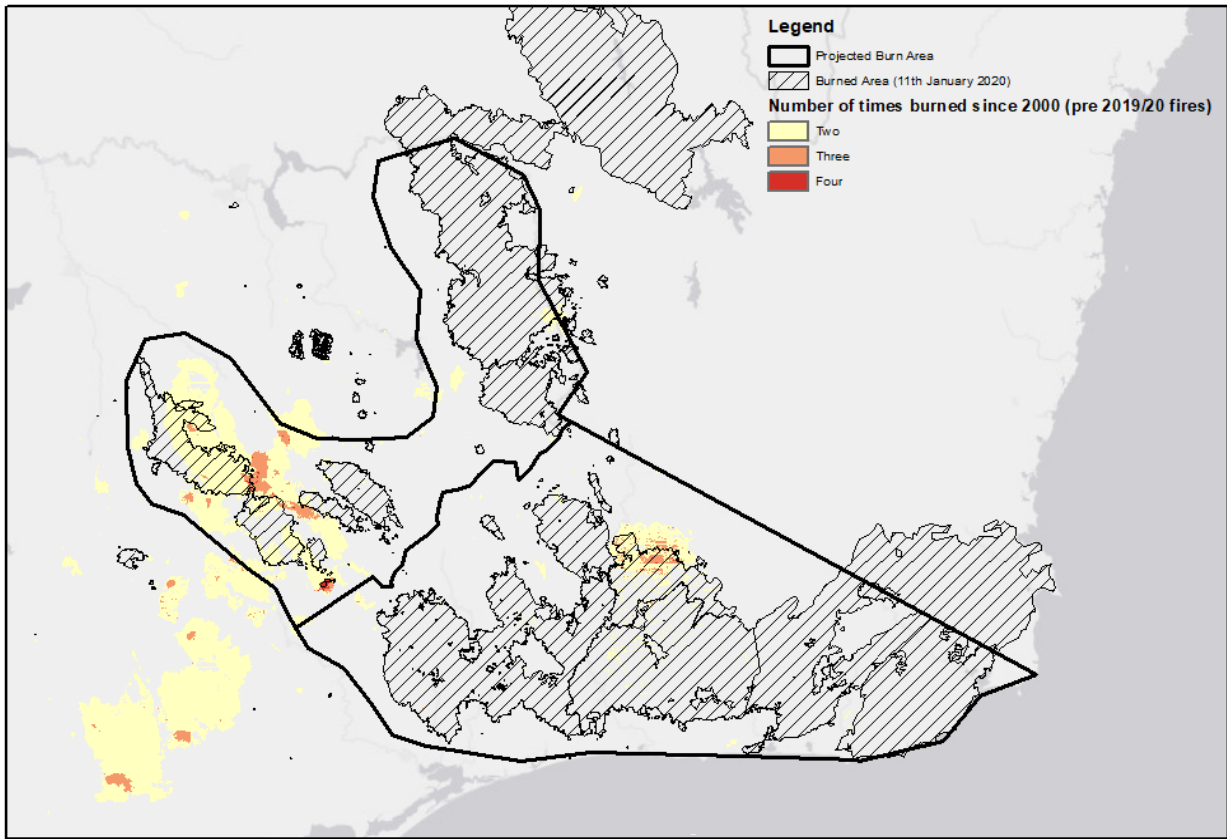 Legend
Projected Burn Area
Burned Area (11th January 2020)
Number of times burned since 2000 (pre 2019/20 fires)
Two
Three
Four